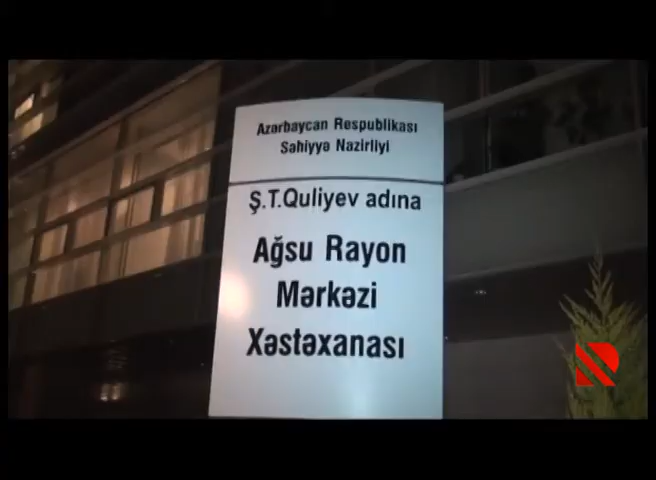 Azərbaycan Respublikası
Səhiyyə Nazirliyi
Ş.T.Quliyev adına
Ağsu Rayon
Mərkəzi
Xəstəxanası